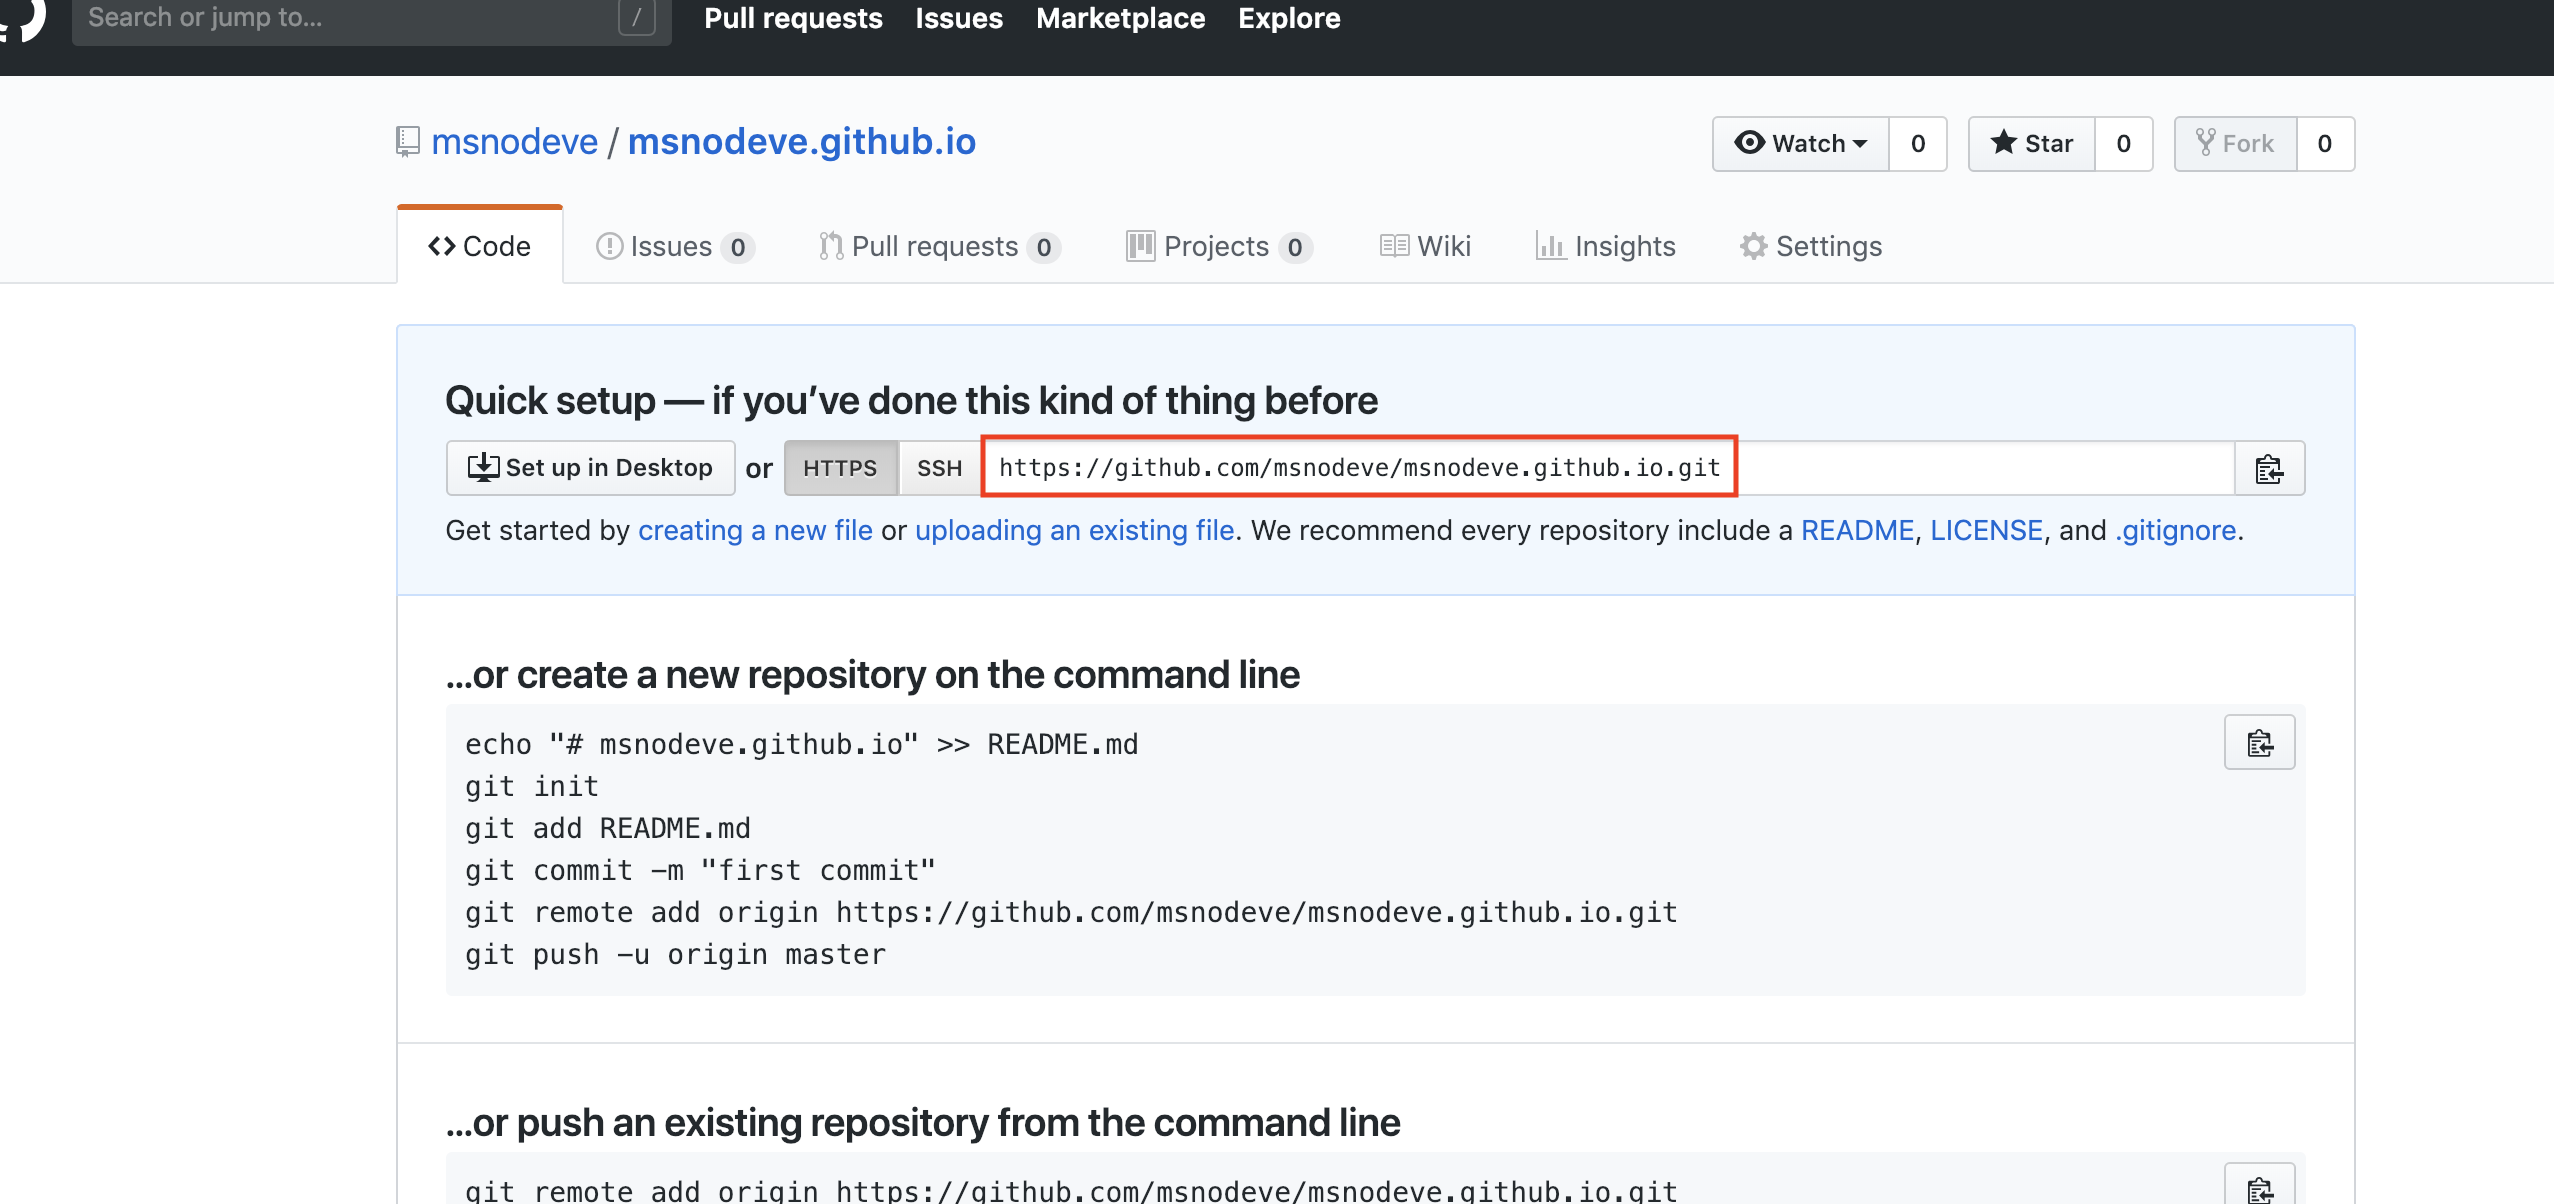 Search or jump to... / Pull requests Issues Marketplace Explore
msnodeve / msnodeve.github.io Watch 0 Star 0 Fork 0
Code Issues 0 Pull requests 0 Projects 0 Wiki Insights Settings
Quick setup — if you’ve done this kind of thing before
Set up in Desktop or HTTPS SSH https://github.com/msnodeve/msnodeve.github.io.git
Get started by creating a new file or uploading an existing file. We recommend every repository include a README, LICENSE, and .gitignore.
…or create a new repository on the command line
echo "# msnodeve.github.io" >> README.md
git init
git add README.md
git commit -m "first commit"
git remote add origin https://github.com/msnodeve/msnodeve.github.io.git
git push -u origin master
…or push an existing repository from the command line
git remote add origin https://github.com/msnodeve/msnodeve.github.io.git